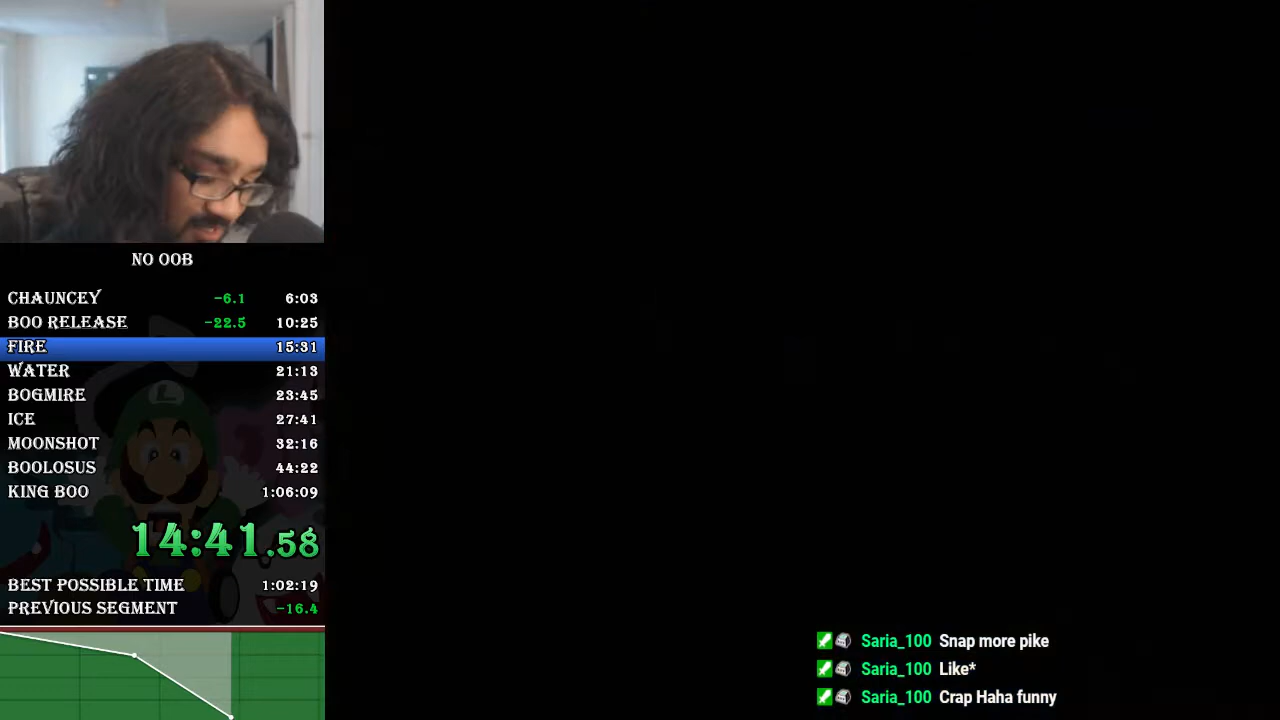 NO OOB
CHAUNCEY -6.1 6:03
BOO RELEASE -22.5 10:25
FIRE 15:31
WATER 21:13
BOGMIRE 23:45
ICE 27:41
MOONSHOT 32:16
BOOLOSUS 44:22
KING BOO 1:06:09
14:41.58
BEST POSSIBLE TIME 1:02:19
PREVIOUS SEGMENT -16.4
Saria_100 Snap more pike
Saria_100 Like*
Saria_100 Crap Haha funny